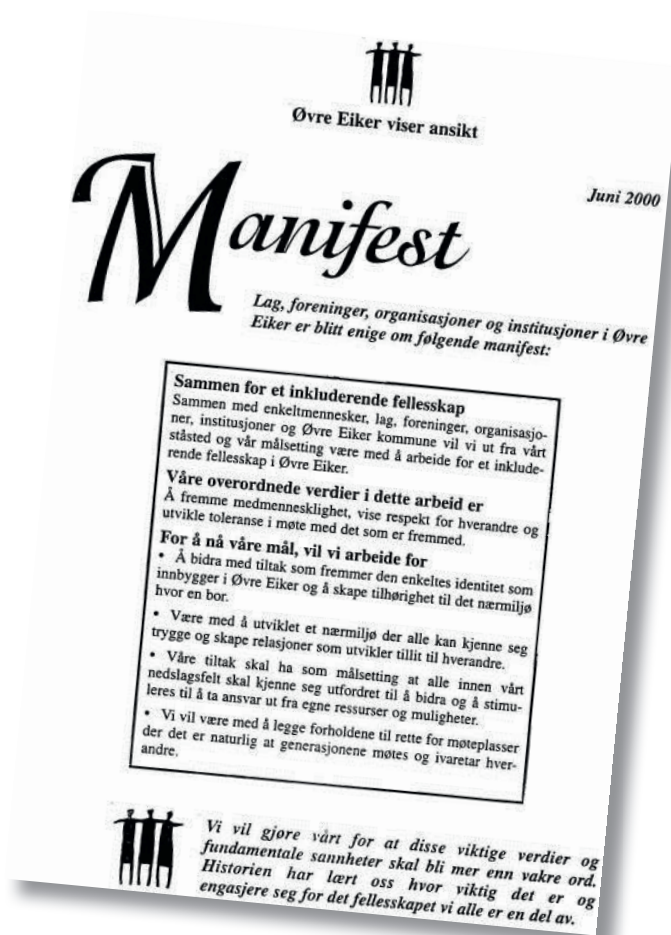 Øvre Eiker viser ansikt
Juni 2000
Manifest
Lag, foreninger, organisasjoner og institusjoner i Øvre
Eiker er blitt enige om følgende manifest:
Sammen for et inkluderende fellesskap
Sammen med enkeltmennesker, lag, foreninger, organisasjo-
ner, institusjoner og Øvre Eiker kommune vil vi ut fra vårt
ståsted og vår målsetting være med å arbeide for et inklude-
rende fellesskap i Øvre Eiker.
Våre overordnede verdier i dette arbeid er
Å fremme medmennesklighet, vise respekt for hverandre og
utvikle toleranse i møte med det som er fremmed.
For å nå våre mål, vil vi arbeide for
• Å bidra med tiltak som fremmer den enkeltes identitet som
innbygger i Øvre Eiker og å skape tilhørighet til det nærmiljø
hvor en bor.
• Være med å utviklet et nærmiljø der alle kan kjenne seg
trygge og skape relasjoner som utvikler tillit til hverandre.
• Våre tiltak skal ha som målsetting at alle innen vårt
nedslagsfelt skal kjenne seg utfordret til å bidra og å stimu-
leres til å ta ansvar ut fra egne ressurser og muligheter.
• Vi vil være med å legge forholdene til rette for møteplasser
der det er naturlig at generasjonene møtes og ivaretar hver-
andre.
Vi vil gjøre vårt for at disse viktige verdier og
fundamentale sannheter skal bli mer enn vakre ord.
Historien har lært oss hvor viktig det er og
engasjere seg for det fellesskapet vi alle er en del av.